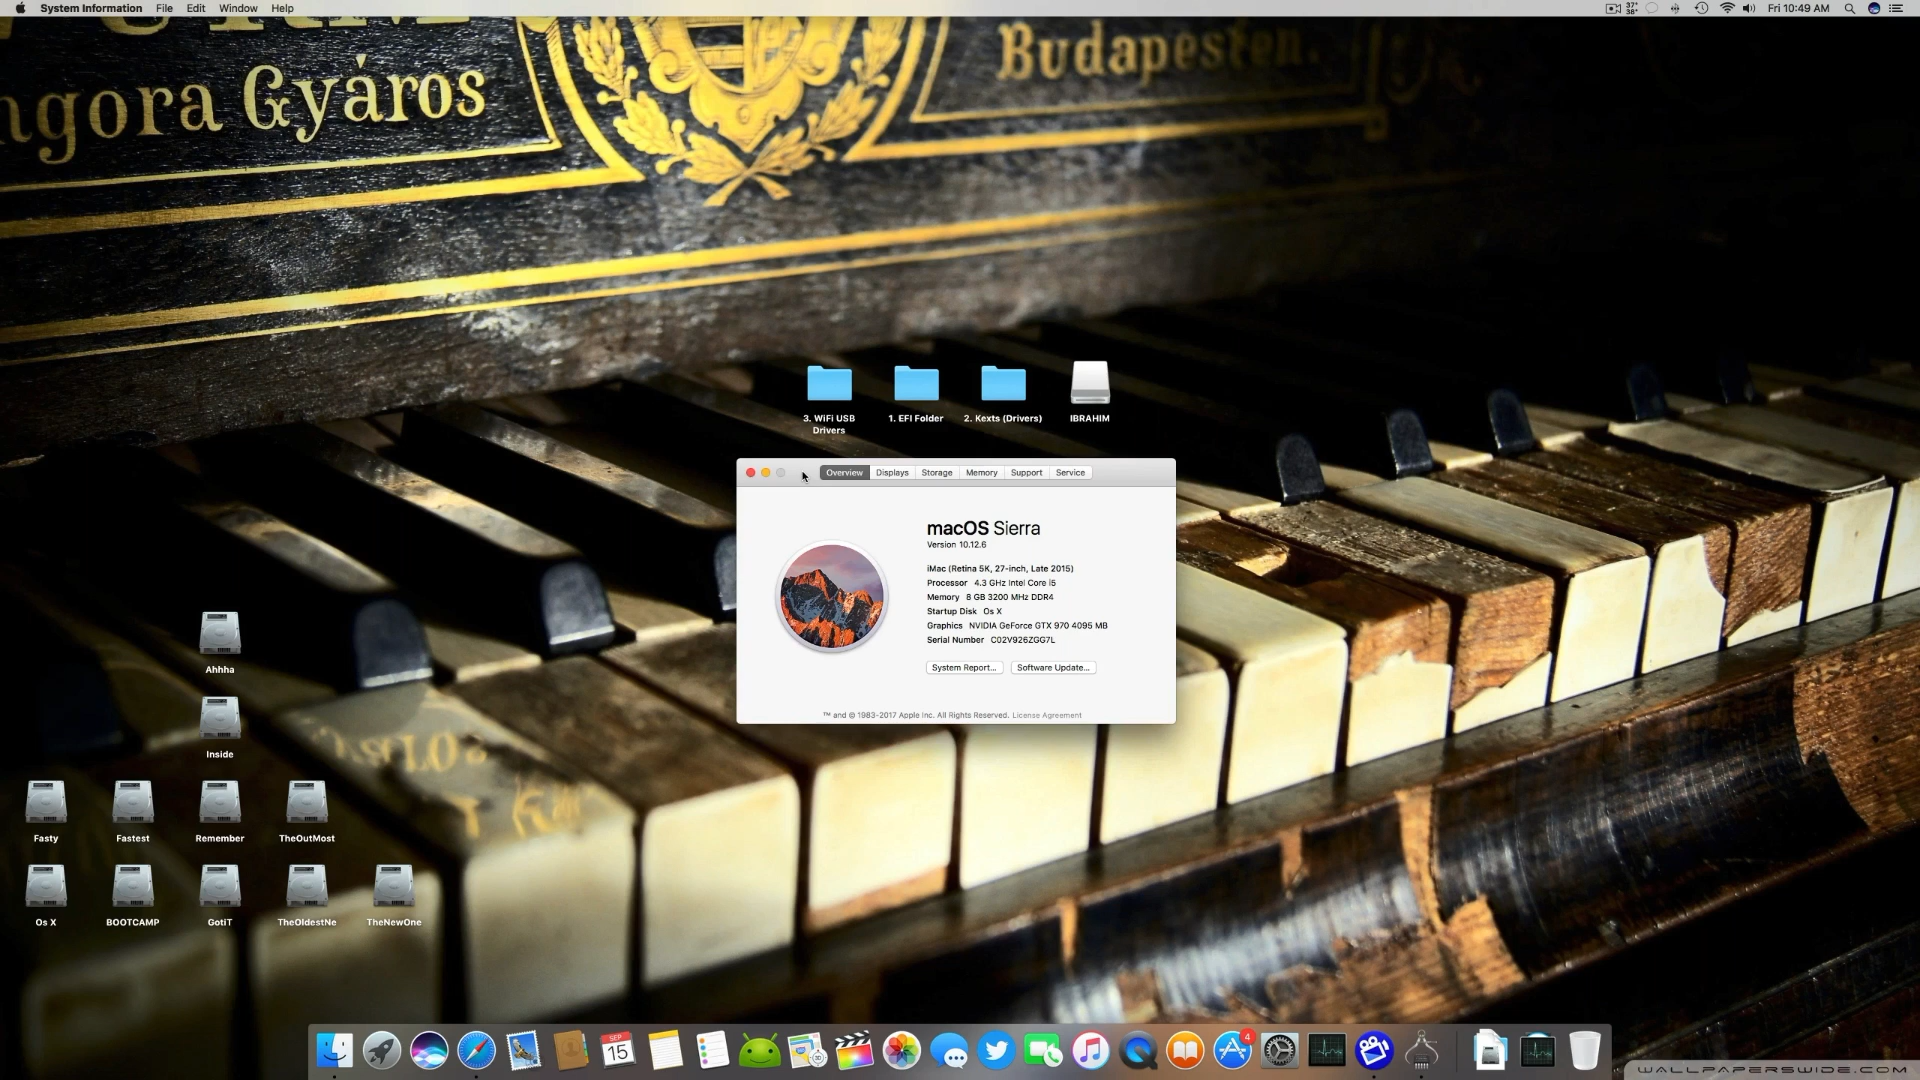 System Information File Edit Window Help
37°
38°
Fri 10:49 AM
ngora Gyáros
Budapesten.
3. WiFi USB Drivers
1. EFI Folder
2. Kexts (Drivers)
IBRAHIM
Overview Displays Storage Memory Support Service
macOS Sierra
Version 10.12.6
iMac (Retina 5K, 27-inch, Late 2015)
Processor 4.3 GHz Intel Core i5
Memory 8 GB 3200 MHz DDR4
Startup Disk Os X
Graphics NVIDIA GeForce GTX 970 4095 MB
Serial Number C02V926ZGG7L
System Report... Software Update...
™ and © 1983-2017 Apple Inc. All Rights Reserved. License Agreement
Ahhha
Inside
Fasty Fastest Remember TheOutMost
Os X BOOTCAMP GotiT TheOldestNe TheNewOne
SEP
15
4
WALLPAPERSWIDE.COM